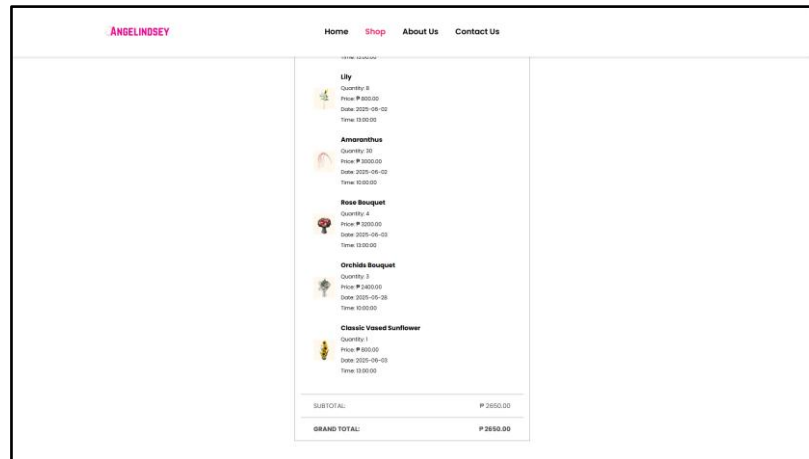 ANGELINDSEY
Home Shop About Us Contact Us
Lily
Quantity: 8
Price: ₱ 800.00
Date: 2025-06-02
Time: 13:00:00
Amaranthus
Quantity: 30
Price: ₱ 3000.00
Date: 2025-06-02
Time: 10:00:00
Rose Bouquet
Quantity: 4
Price: ₱ 3200.00
Date: 2025-06-03
Time: 13:00:00
Orchids Bouquet
Quantity: 3
Price: ₱ 2400.00
Date: 2025-05-28
Time: 10:00:00
Classic Vased Sunflower
Quantity: 1
Price: ₱ 600.00
Date: 2025-06-03
Time: 13:00:00
SUBTOTAL: ₱ 2650.00
GRAND TOTAL: ₱ 2650.00